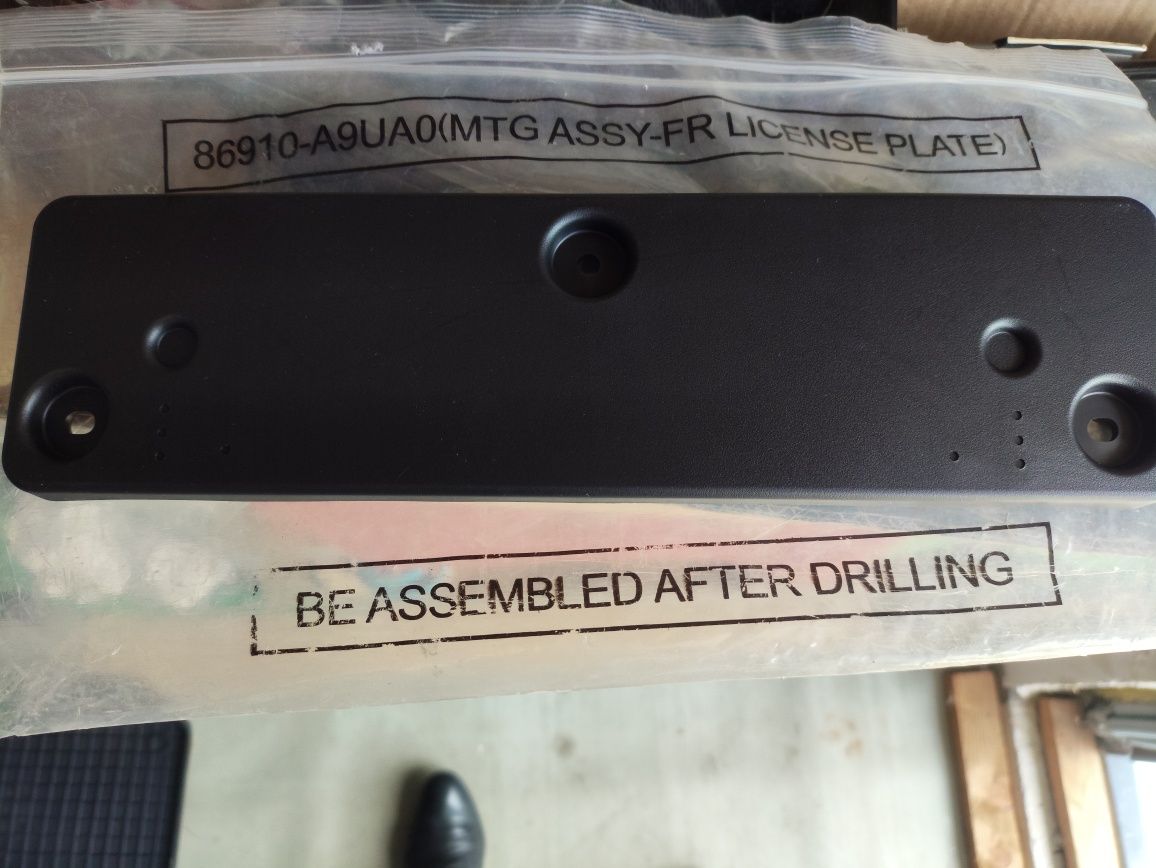 86910-A9UA0(MTG ASSY-FR LICENSE PLATE)
BE ASSEMBLED AFTER DRILLING